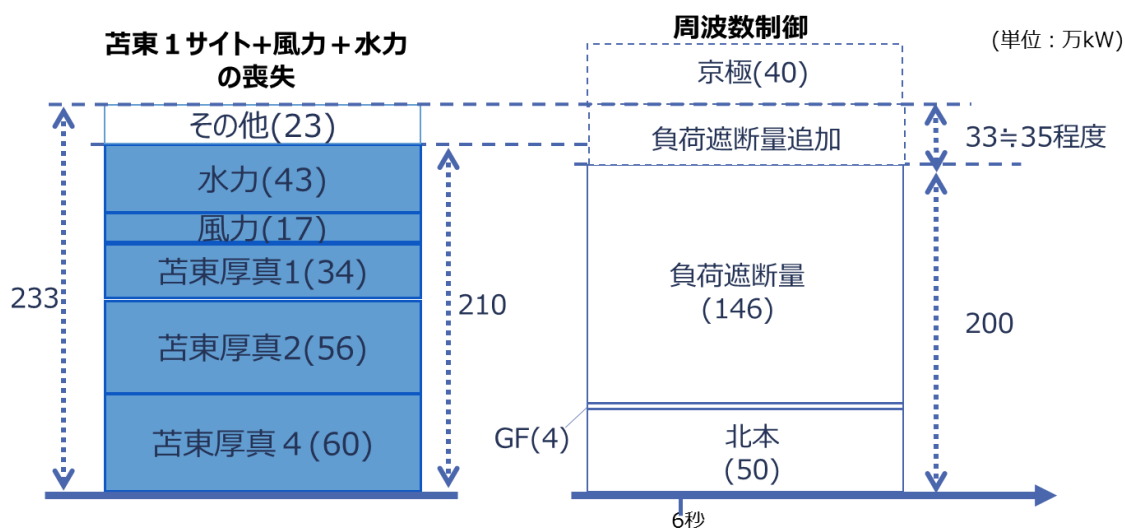 苫東１サイト+風力＋水力
の喪失
周波数制御
(単位：万kW)
京極(40)
その他(23)
負荷遮断量追加
33≒35程度
水力(43)
風力(17)
苫東厚真1(34)
233
210
負荷遮断量
(146)
200
苫東厚真2(56)
苫東厚真４(60)
GF(4)
北本
(50)
6秒